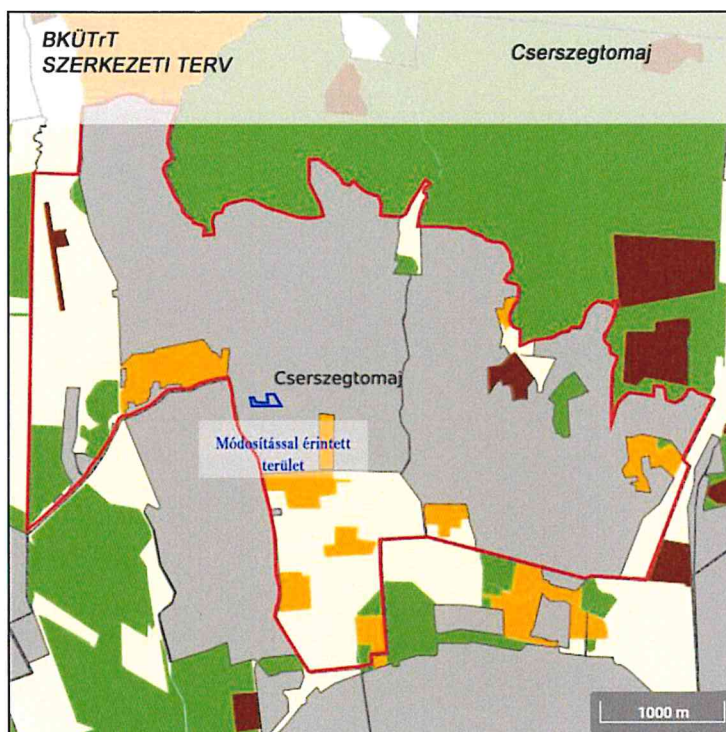 BKÜTrT
SZERKEZETI TERV
Cserszegtomaj
Cserszegtomaj
Módosítással érintett
terület
1000 m